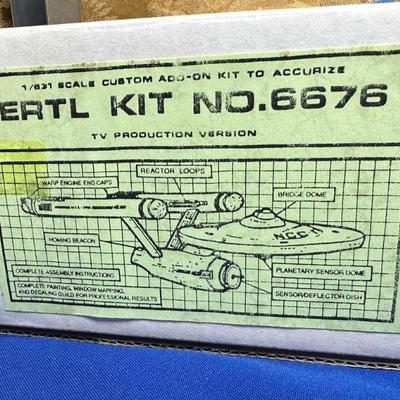 1/631 SCALE CUSTOM ADD-ON KIT TO ACCURIZE
ERTL KIT NO.6676
TV PRODUCTION VERSION
REACTOR LOOPS
WARP ENGINE END CAPS
BRIDGE DOME
NCC-1
HOMING BEACON
COMPLETE ASSEMBLY INSTRUCTIONS
PLANETARY SENSOR DOME
COMPLETE PAINTING, WINDOW MAPPING,
AND DECALING GUILD FOR PROFESSIONAL RESULTS
SENSOR/DEFLECTOR DISH